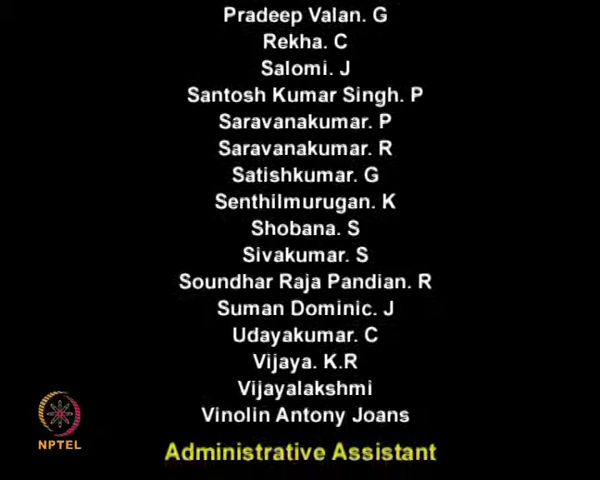 Pradeep Valan. G
Rekha. C
Salomi. J
Santosh Kumar Singh. P
Saravanakumar. P
Saravanakumar. R
Satishkumar. G
Senthilmurugan. K
Shobana. S
Sivakumar. S
Soundhar Raja Pandian. R
Suman Dominic. J
Udayakumar. C
Vijaya. K.R
Vijayalakshmi
Vinolin Antony Joans
NPTEL
Administrative Assistant